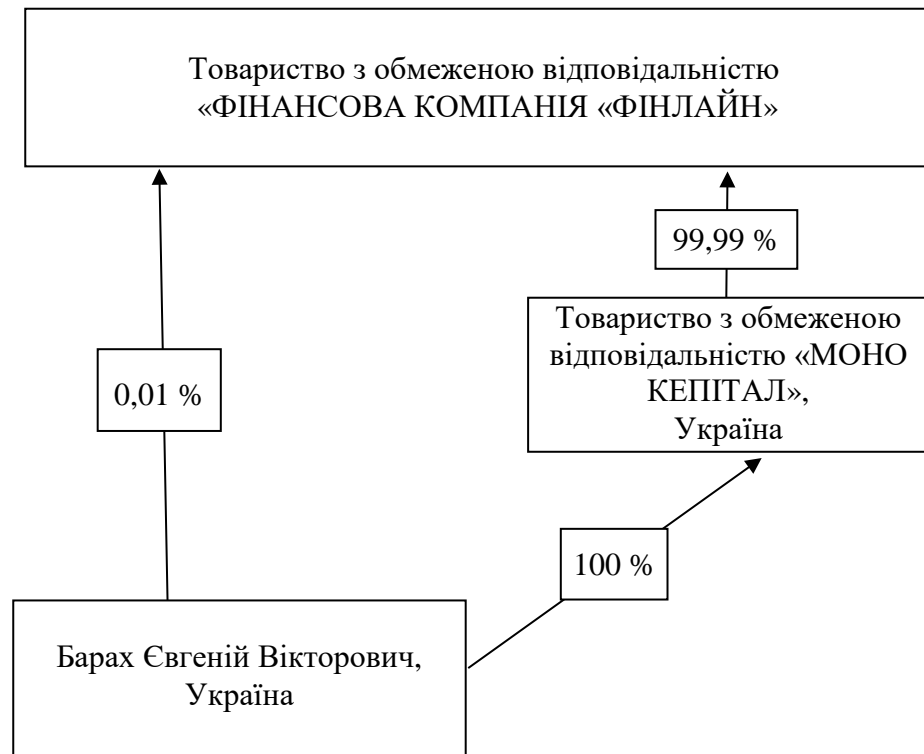 Товариство з обмеженою відповідальністю
«ФІНАНСОВА КОМПАНІЯ «ФІНЛАЙН»
99,99 %
Товариство з обмеженою
відповідальністю «МОНО
КЕПІТАЛ»,
Україна
0,01 %
100 %
Барах Євгеній Вікторович,
Україна